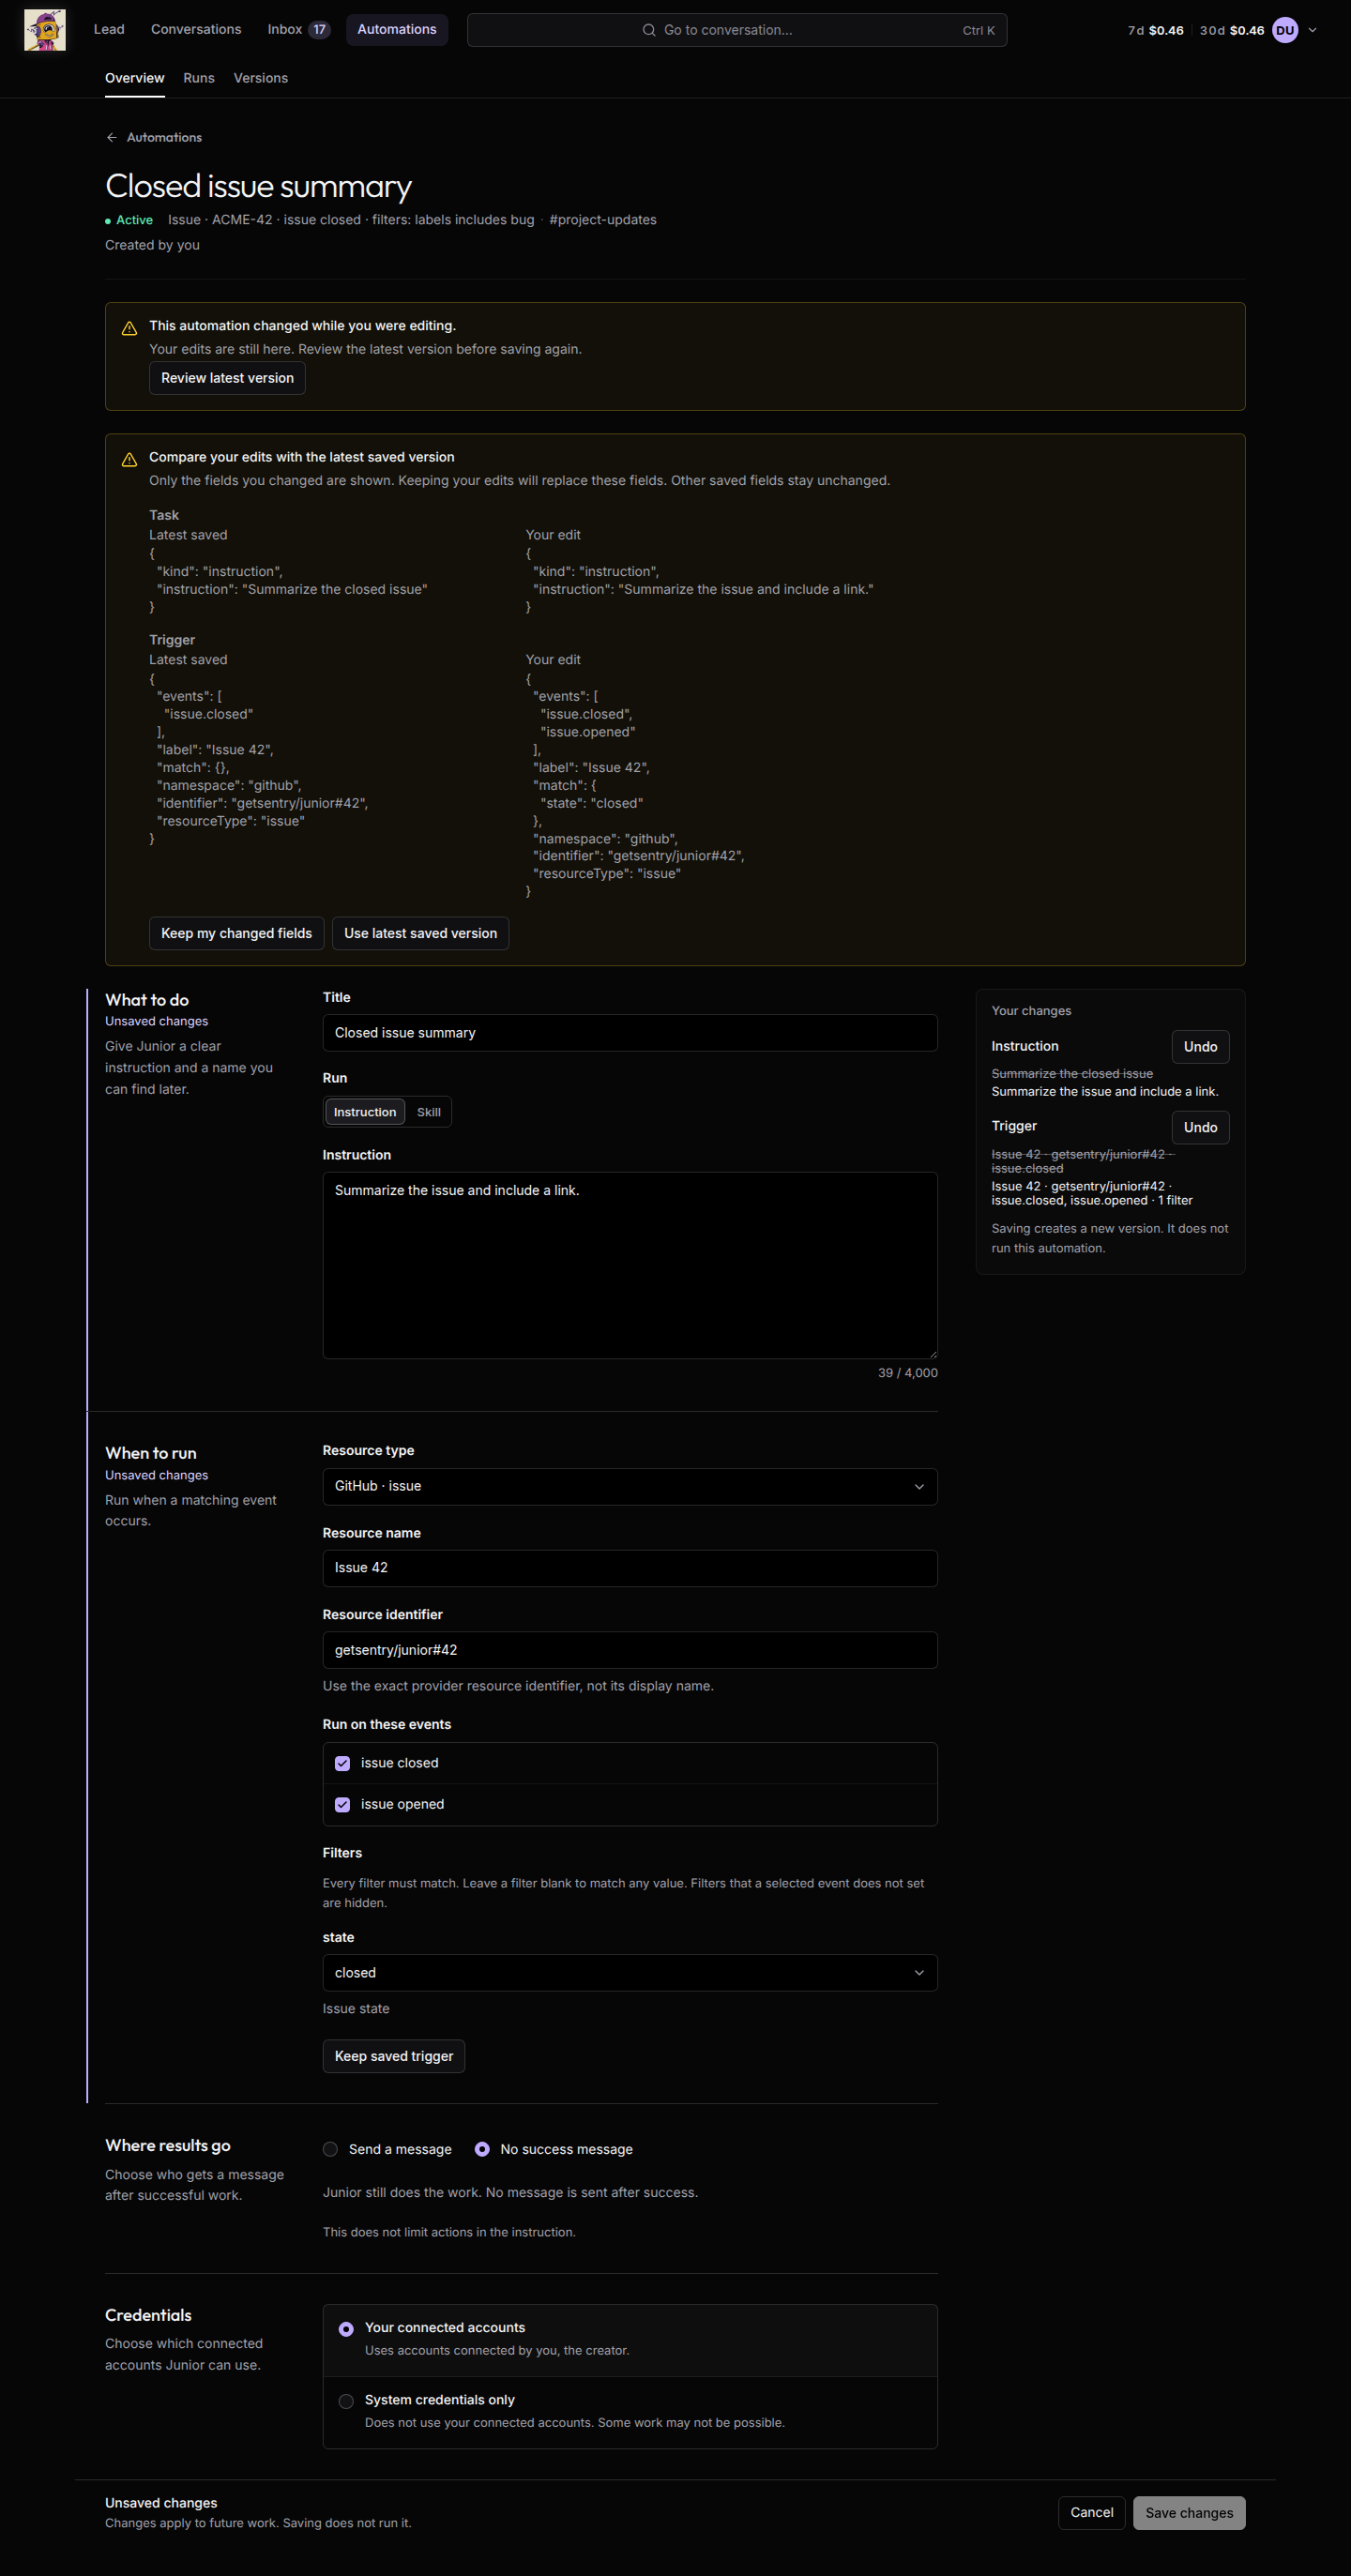 Lead Conversations Inbox 17 Automations Go to conversation... Ctrl K 7d $0.46 30d $0.46 DU
Overview Runs Versions
Automations
Closed issue summary
Active Issue · ACME-42 · issue closed · filters: labels includes bug · #project-updates
Created by you
This automation changed while you were editing.
Your edits are still here. Review the latest version before saving again.
Review latest version
Compare your edits with the latest saved version
Only the fields you changed are shown. Keeping your edits will replace these fields. Other saved fields stay unchanged.
Task
Latest saved
{
"kind": "instruction",
"instruction": "Summarize the closed issue"
}
Your edit
{
"kind": "instruction",
"instruction": "Summarize the issue and include a link."
}
Trigger
Latest saved
{
"events": [
"issue.closed"
],
"label": "Issue 42",
"match": {},
"namespace": "github",
"identifier": "getsentry/junior#42",
"resourceType": "issue"
}
Your edit
{
"events": [
"issue.closed",
"issue.opened"
],
"label": "Issue 42",
"match": {
"state": "closed"
},
"namespace": "github",
"identifier": "getsentry/junior#42",
"resourceType": "issue"
}
Keep my changed fields Use latest saved version
What to do
Unsaved changes
Give Junior a clear
instruction and a name you
can find later.
Title
Closed issue summary
Run
Instruction Skill
Instruction
Summarize the issue and include a link.
39 / 4,000
Your changes
Instruction Undo
Summarize the closed issue
Summarize the issue and include a link.
Trigger Undo
Issue 42 · getsentry/junior#42 ·
issue.closed
Issue 42 · getsentry/junior#42 ·
issue.closed, issue.opened · 1 filter
Saving creates a new version. It does not
run this automation.
When to run
Unsaved changes
Run when a matching event
occurs.
Resource type
GitHub · issue
Resource name
Issue 42
Resource identifier
getsentry/junior#42
Use the exact provider resource identifier, not its display name.
Run on these events
issue closed
issue opened
Filters
Every filter must match. Leave a filter blank to match any value. Filters that a selected event does not set
are hidden.
state
closed
Issue state
Keep saved trigger
Where results go
Choose who gets a message
after successful work.
Send a message No success message
Junior still does the work. No message is sent after success.
This does not limit actions in the instruction.
Credentials
Choose which connected
accounts Junior can use.
Your connected accounts
Uses accounts connected by you, the creator.
System credentials only
Does not use your connected accounts. Some work may not be possible.
Unsaved changes
Changes apply to future work. Saving does not run it.
Cancel Save changes